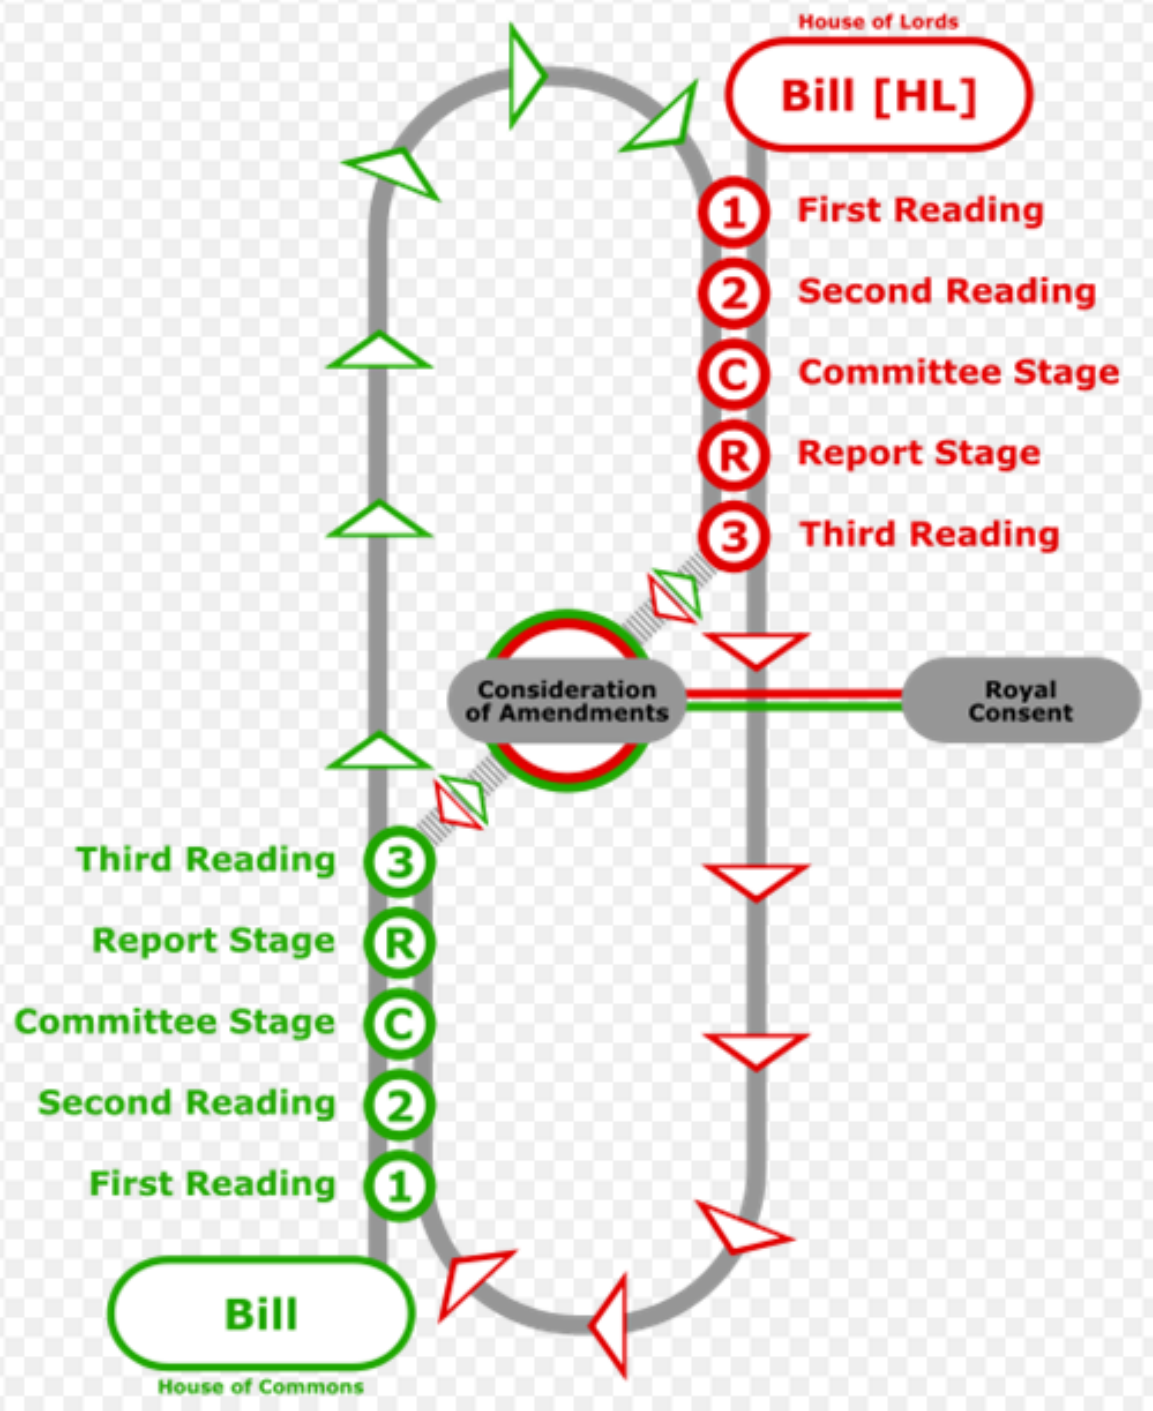 House of Lords
Bill [HL]
1 First Reading
2 Second Reading
C Committee Stage
R Report Stage
3 Third Reading
Consideration
of Amendments
Royal
Consent
Third Reading 3
Report Stage R
Committee Stage C
Second Reading 2
First Reading 1
Bill
House of Commons